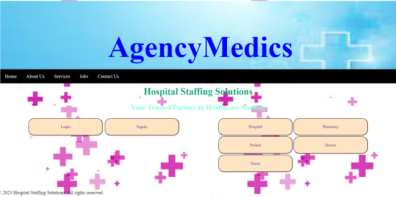 AgencyMedics
Home About Us Services Jobs Contact Us
Hospital Staffing Solutions
Your Trusted Partner in Healthcare Staffing
Login Signin Hospital Pharmacy
Patient Doctor
Nurse
© 2023 Hospital Staffing Solutions. All rights reserved.